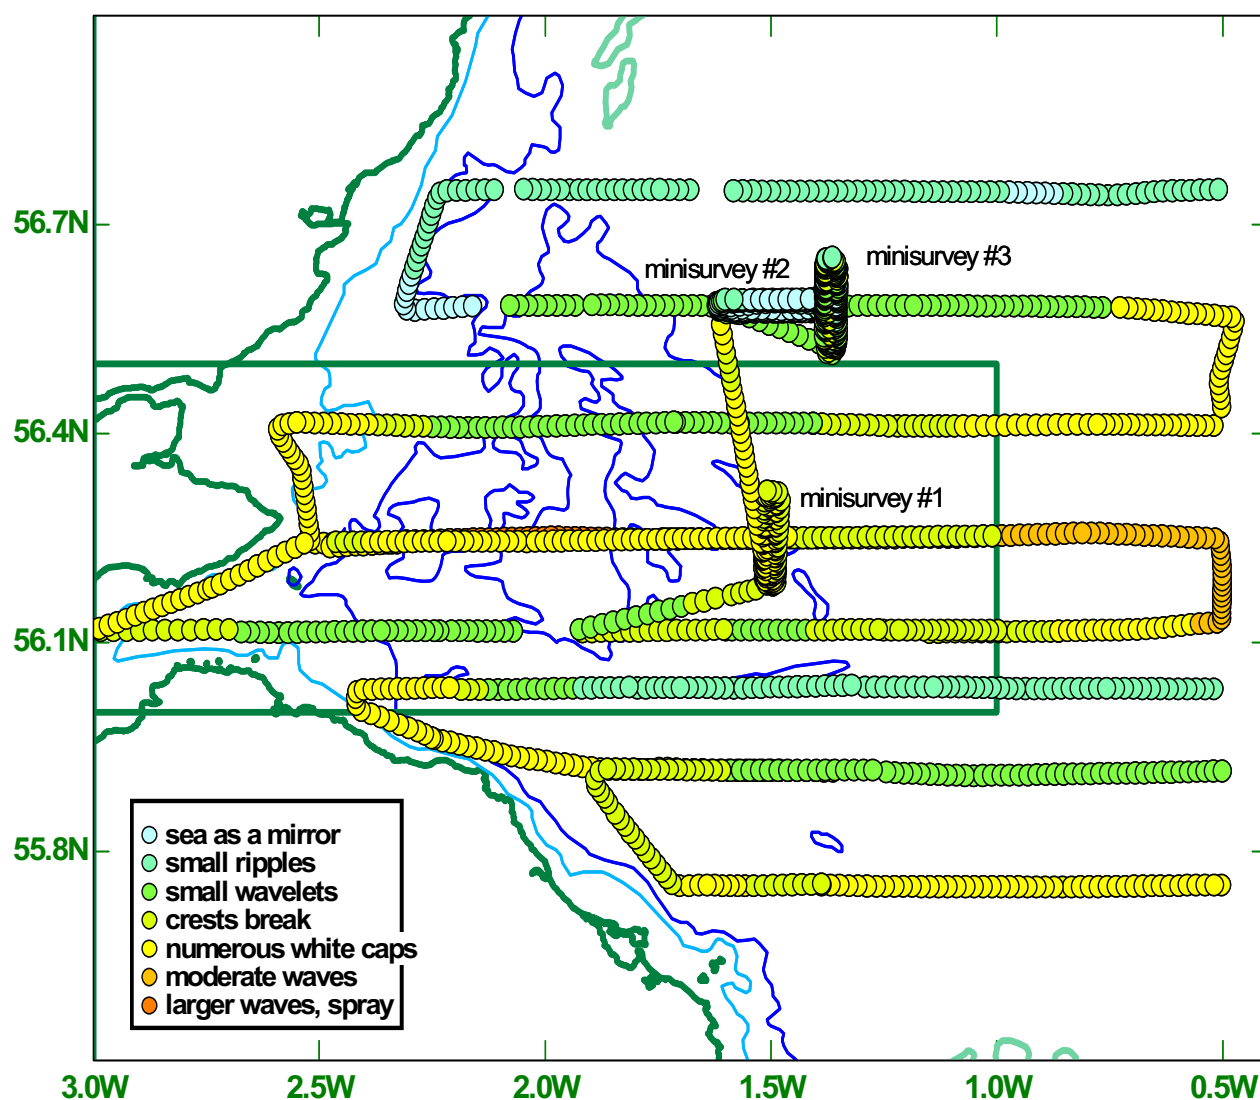 56.7N
minisurvey #2
minisurvey #3
56.4N
minisurvey #1
56.1N
55.8N
sea as a mirror
small ripples
small wavelets
crests break
numerous white caps
moderate waves
larger waves, spray
3.0W 2.5W 2.0W 1.5W 1.0W 0.5W